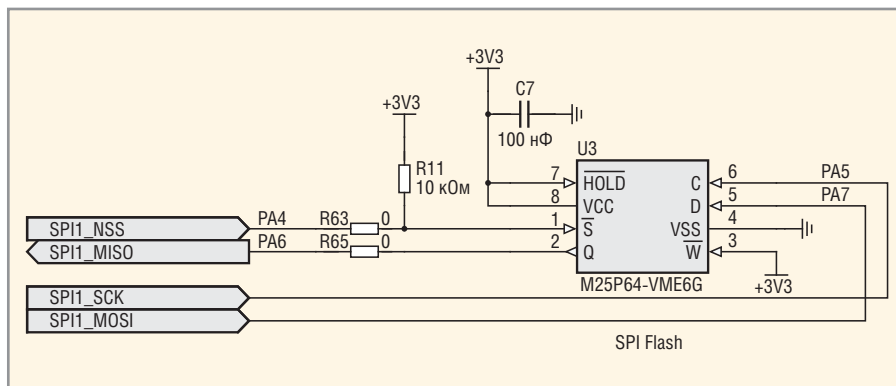 +3V3
C7
+3V3
100 нФ
U3
R11
10 кОм
7
HOLD
C
6
PA5
8
VCC
D
5
PA7
SPI1_NSS
PA4
R63
0
1
S
VSS
4
SPI1_MISO
PA6
R65
0
2
Q
W
3
SPI1_SCK
M25P64-VME6G
+3V3
SPI1_MOSI
SPI Flash